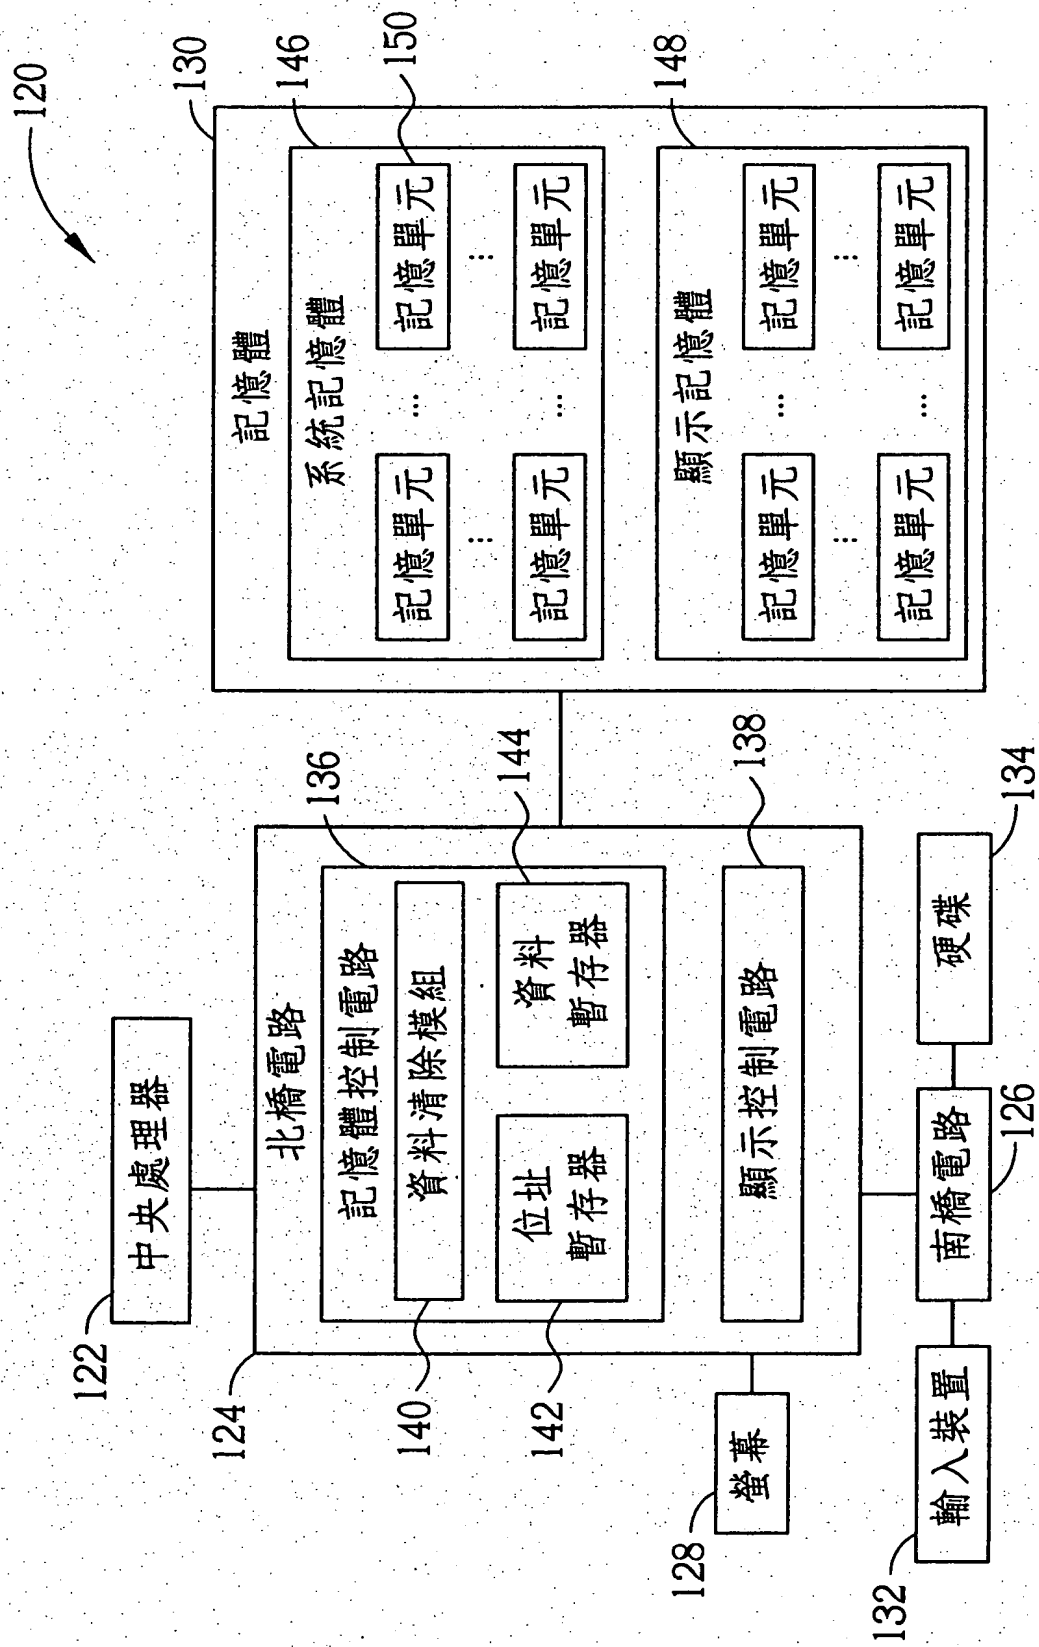 120
122
中央處理器
124
北橋電路
136
記憶體控制電路
140
資料清除模組
142
位址
暫存器
144
資料
暫存器
138
顯示控制電路
128
螢幕
132
輸入裝置
南橋電路
126
硬碟
134
130
記憶體
146
系統記憶體
150
記憶單元
...
記憶單元
...
...
記憶單元
...
記憶單元
148
顯示記憶體
記憶單元
...
記憶單元
...
...
記憶單元
...
記憶單元